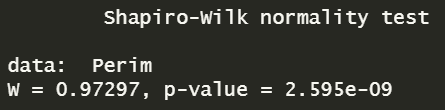 Shapiro-Wilk normality test
data:  Perim
W = 0.97297, p-value = 2.595e-09